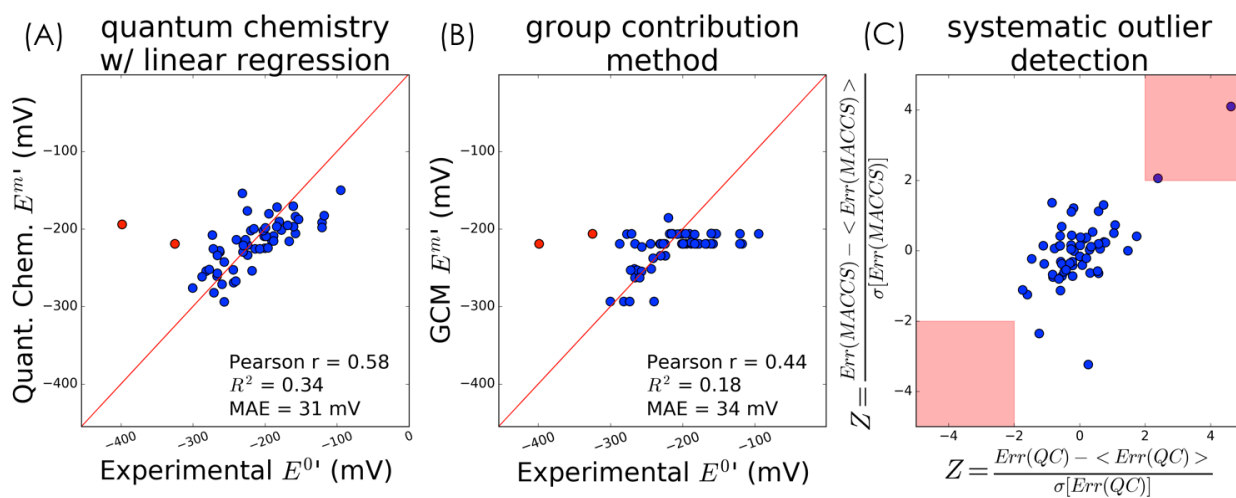 (A)
quantum chemistry
w/ linear regression
Quant. Chem. E^m' (mV)
−100
−200
−300
−400
Pearson r = 0.58
R² = 0.34
MAE = 31 mV
−400
−300
−200
−100
0
Experimental E^0' (mV)
(B)
group contribution
method
GCM E^m' (mV)
−100
−200
−300
−400
Pearson r = 0.44
R² = 0.18
MAE = 34 mV
−400
−300
−200
−100
0
Experimental E^0' (mV)
(C)
systematic outlier
detection
Z = Err(MACCS) − < Err(MACCS) > / σ[Err(MACCS)]
4
2
0
−2
−4
−4
−2
0
2
4
Z = Err(QC) − < Err(QC) > / σ[Err(QC)]